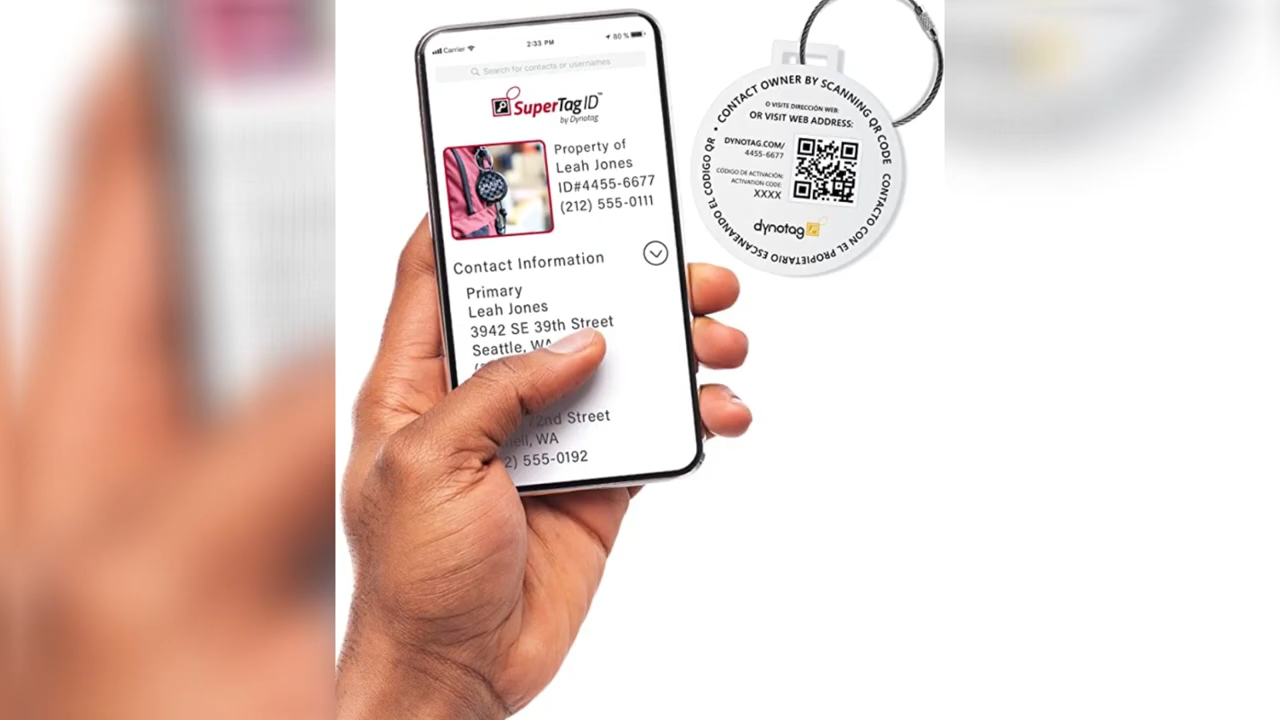 Carrier
2:33 PM
80 %
Search for contacts or usernames
SuperTag ID™
by Dynotag
Property of
Leah Jones
ID#4455-6677
(212) 555-0111
Contact Information
Primary
Leah Jones
3942 SE 39th Street
Seattle, WA
72nd Street
WA
555-0192
• CONTACT OWNER BY SCANNING QR CODE
CONTACTO CON EL PROPIETARIO ESCANEANDO EL CODIGO QR
O VISITE DIRECCIÓN WEB:
OR VISIT WEB ADDRESS:
DYNOTAG.COM/
4455-6677
CÓDIGO DE ACTIVACIÓN:
ACTIVATION CODE:
XXXX
dynotag